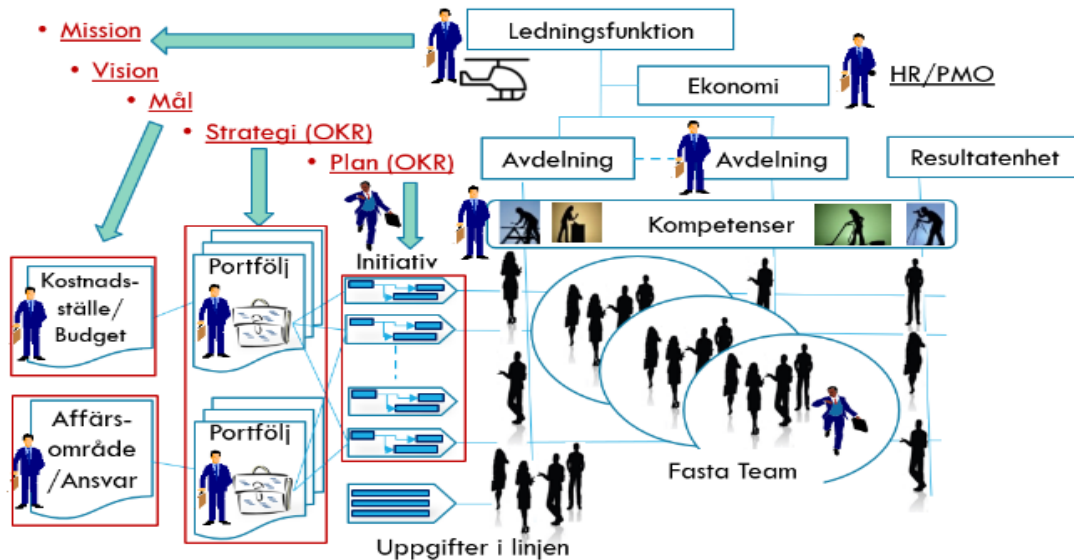 • Mission
• Vision
• Mål
• Strategi (OKR)
• Plan (OKR)
Ledningsfunktion
Ekonomi
HR/PMO
Avdelning
Avdelning
Resultatenhet
Kompetenser
Initiativ
Kostnads-
ställe/
Budget
Portfölj
Affärs-
område
/Ansvar
Portfölj
Fasta Team
Uppgifter i linjen